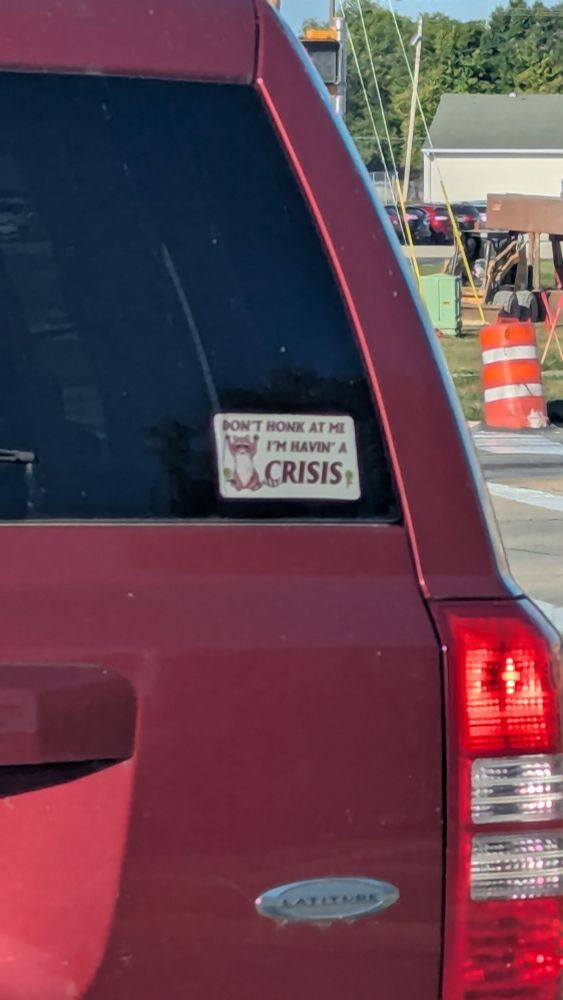 DON'T HONK AT ME
I'M HAVIN' A
CRISIS
LATITUDE